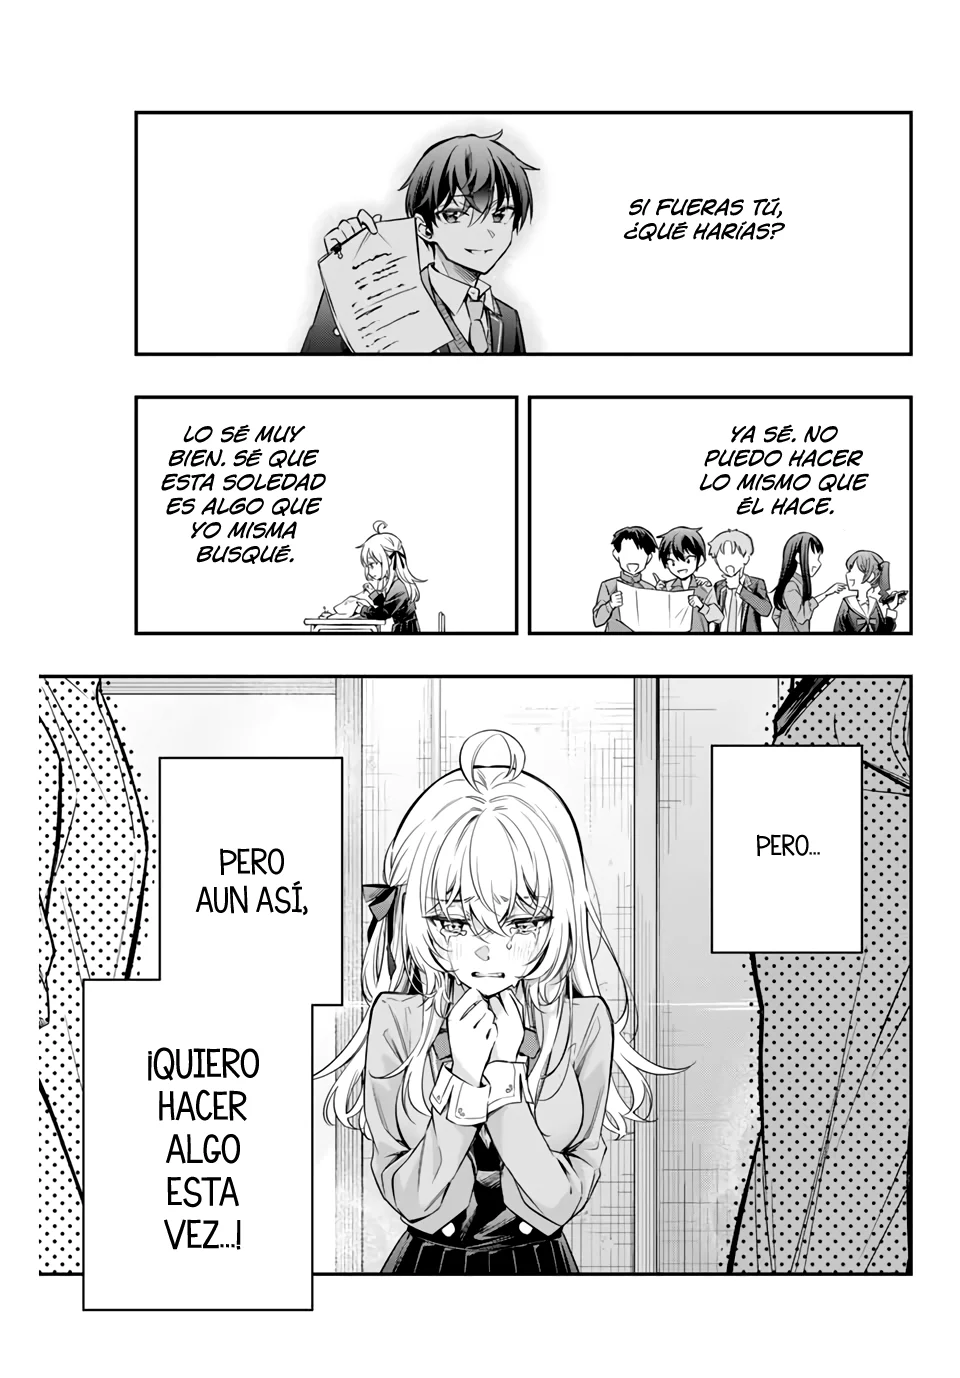 SI FUERAS TÚ,
¿QUÉ HARÍAS?
YA SÉ. NO
PUEDO HACER
LO MISMO QUE
ÉL HACE.
LO SÉ MUY
BIEN. SÉ QUE
ESTA SOLEDAD
ES ALGO QUE
YO MISMA
BUSQUÉ.
PERO...
PERO
AUN ASÍ,
¡QUIERO
HACER
ALGO
ESTA
VEZ...!